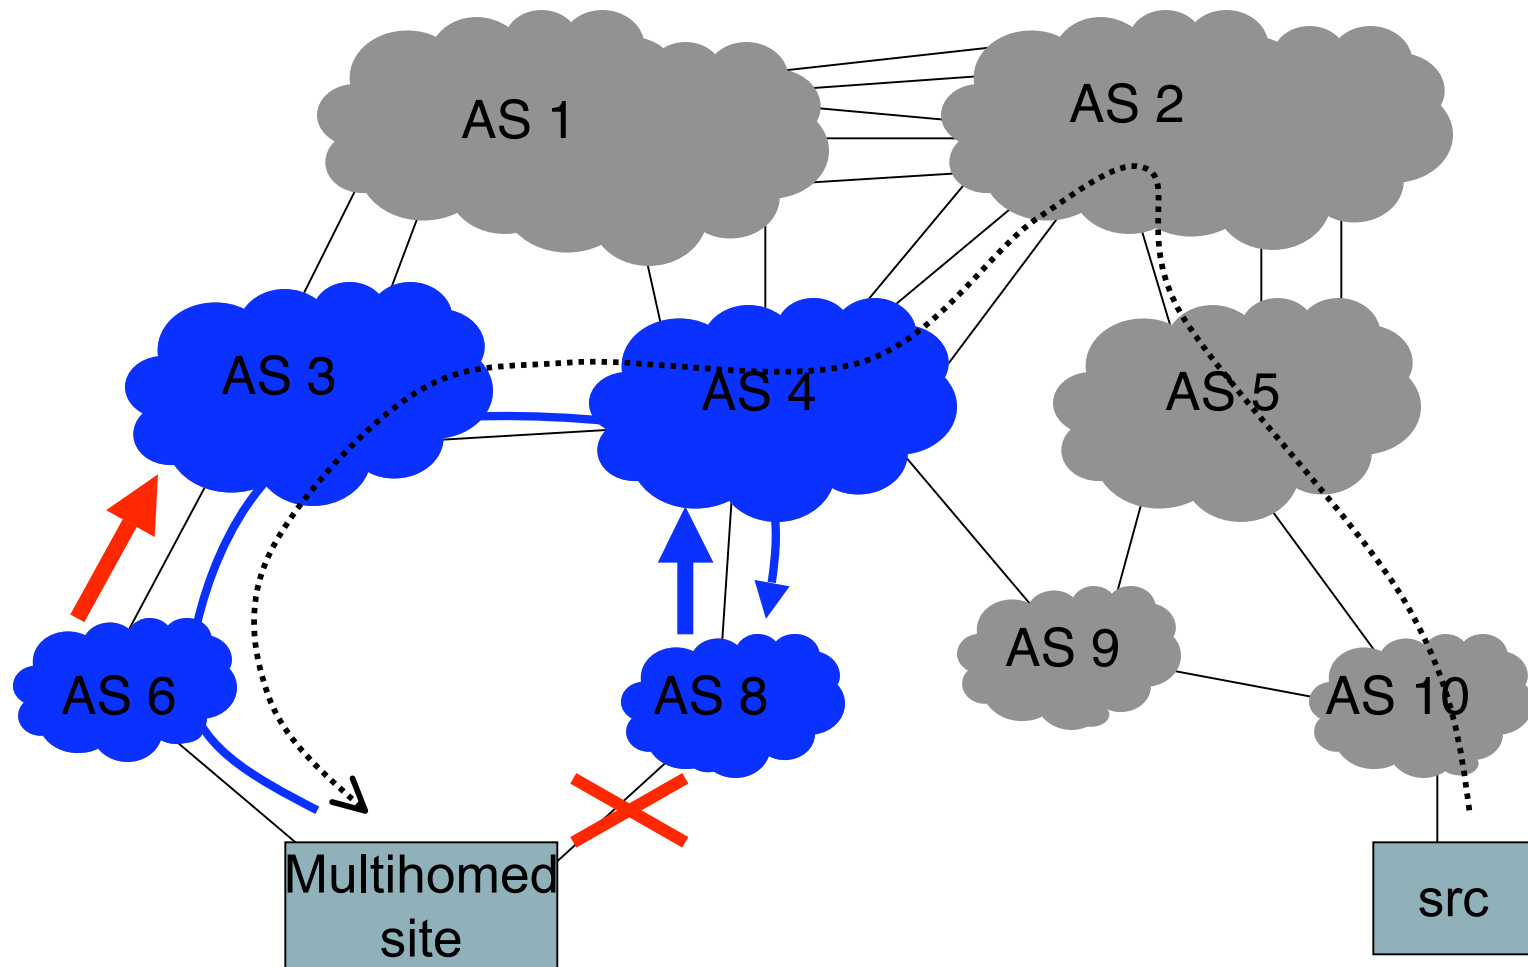 AS 1
AS 2
AS 3
AS 4
AS 5
AS 6
AS 8
AS 9
AS 10
Multihomed
site
src